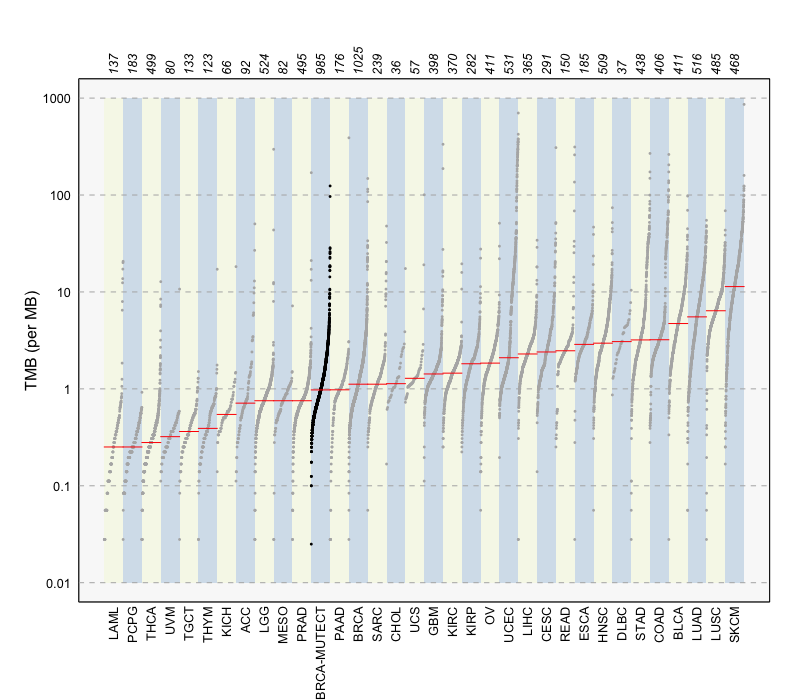 137 183 499 80 133 123 66 92 524 82 495 985 176 1025 239 36 57 398 370 282 411 531 365 291 150 185 509 37 438 406 411 516 485 468
TMB (per MB)
1000
100
10
1
0.1
0.01
LAML PCPG THCA UVM TGCT THYM KICH ACC LGG MESO PRAD BRCA-MUTECT PAAD BRCA SARC CHOL UCS GBM KIRC KIRP OV UCEC LIHC CESC READ ESCA HNSC DLBC STAD COAD BLCA LUAD LUSC SKCM